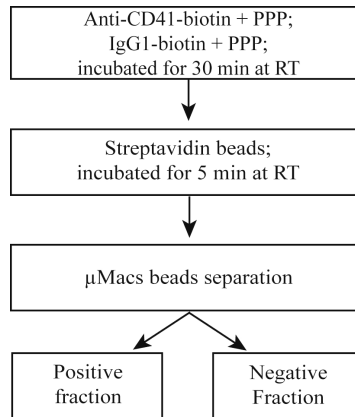 Anti-CD41-biotin + PPP;
IgG1-biotin + PPP;
incubated for 30 min at RT
Streptavidin beads;
incubated for 5 min at RT
μMacs beads separation
Positive
fraction
Negative
Fraction